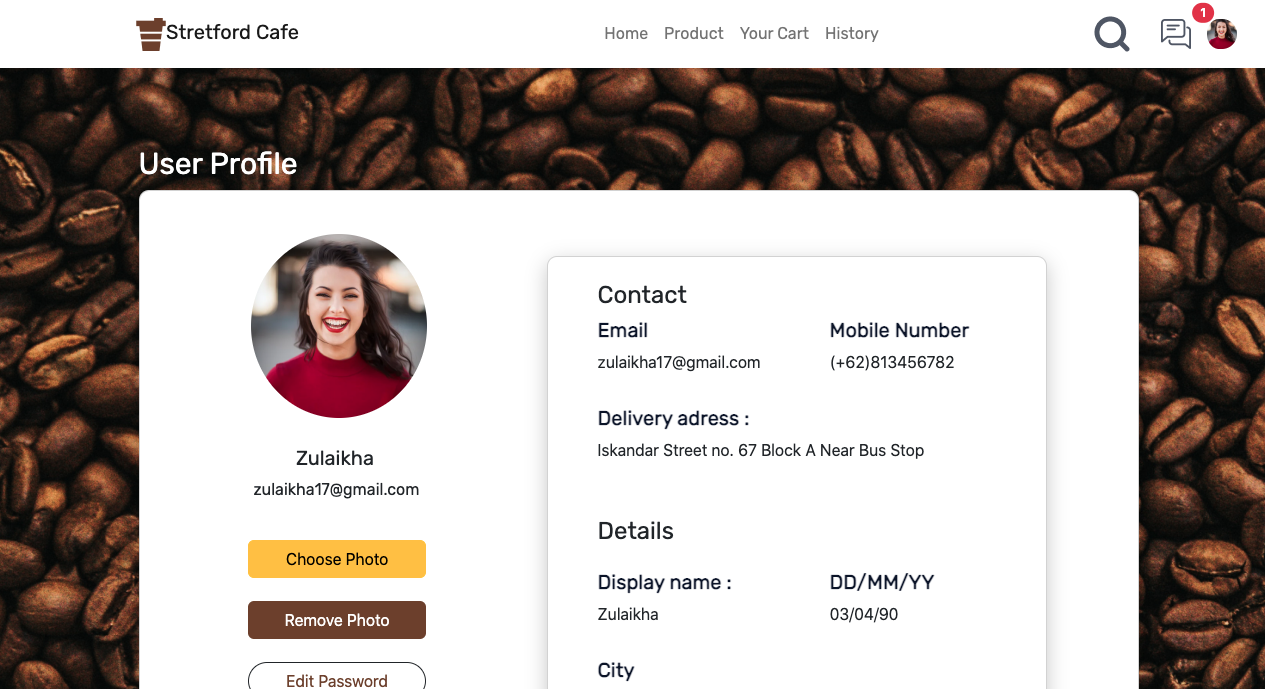 Stretford Cafe
Home Product Your Cart History
1
User Profile
Zulaikha
zulaikha17@gmail.com
Choose Photo
Remove Photo
Edit Password
Contact
Email Mobile Number
zulaikha17@gmail.com (+62)813456782
Delivery adress :
Iskandar Street no. 67 Block A Near Bus Stop
Details
Display name : DD/MM/YY
Zulaikha 03/04/90
City